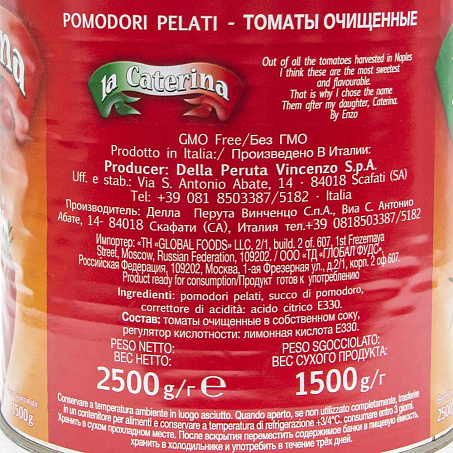 POMODORI PELATI - ТОМАТЫ ОЧИЩЕННЫЕ
la Caterina
Out of all the tomatoes harvested in Naples
I think these are the most sweetest
and flavourable.
That is why I chose the name
Them after my daughter, Caterina.
By Enzo
GMO Free/Без ГМО
Prodotto in Italia:/ Произведено В Италии:
Producer: Della Peruta Vincenzo S.p.A.
Uff. e stab.: Via S. Antonio Abate, 14 - 84018 Scafati (SA)
Tel: +39 081 8503387/5182 · Italia
Производитель: Делла Перута Винченцо С.п.А., Виа С. Антонио
Абате, 14- 84018 Скафати (СА), Италия тел.+39 0818503387/5182
Импортер: «ТН «GLOBAL FOODS» LLC, 2/1, build. 2 of. 607, 1st Frezernaya
Street, Moscow, Russian Federation, 109202. / ООО «ТД «ГЛОБАЛ ФУДС»,
Российская Федерация, 109202, Москва, 1-ая Фрезерная ул., д.2/1, корп. 2 оф 607.
Product ready for consumption/Продукт готов к употреблению
Ingredienti: pomodori pelati, succo di pomodoro,
correttore di acidità: acido citrico E330.
Состав: томаты очищенные в собственном соку,
регулятор кислотности: лимонная кислота Е330.
PESO NETTO:
ВЕС НЕТТО:
2500 g/г ℮
PESO SGOCCIOLATO:
ВЕС СУХОГО ПРОДУКТА:
1500 g/г
Conservare a temperatura ambiente in luogo asciutto. Quando aperto, se non utilizzato completamente, trasferire
in un contenitore per alimenti e conservare a temperatura di refrigerazione +3/4°C. consumare entro 3 giorni.
Хранить в сухом прохладном месте. После вскрытия переместить содержимое банки в пищевую ёмкость,
хранить в холодильнике и употребить в течение трёх дней.
1500g